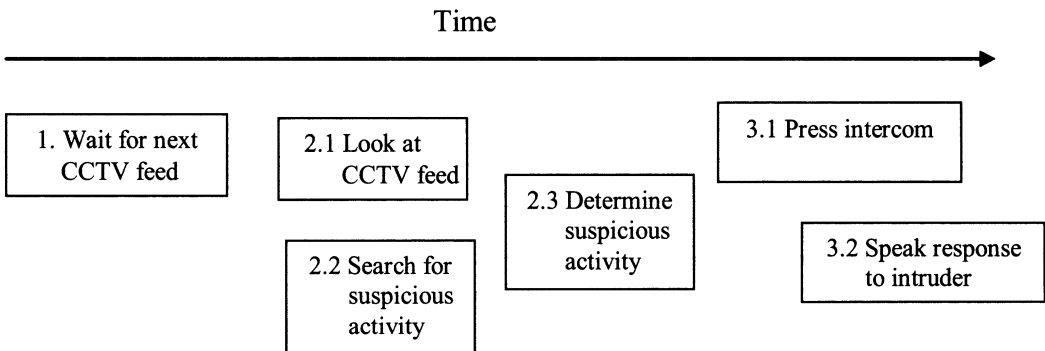 Time
1. Wait for next
CCTV feed
2.1 Look at
CCTV feed
2.2 Search for
suspicious
activity
2.3 Determine
suspicious
activity
3.1 Press intercom
3.2 Speak response
to intruder